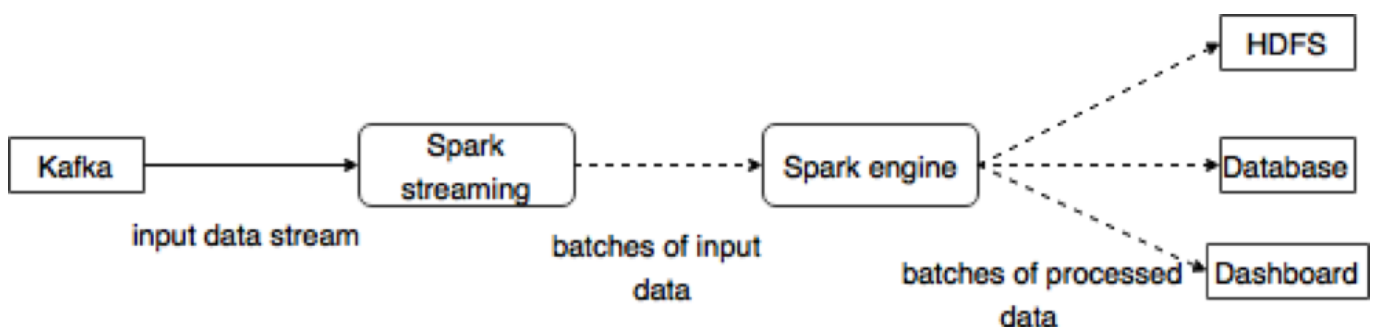 HDFS
Kafka
Spark
streaming
Spark engine
Database
input data stream
batches of input
data
batches of processed
data
Dashboard